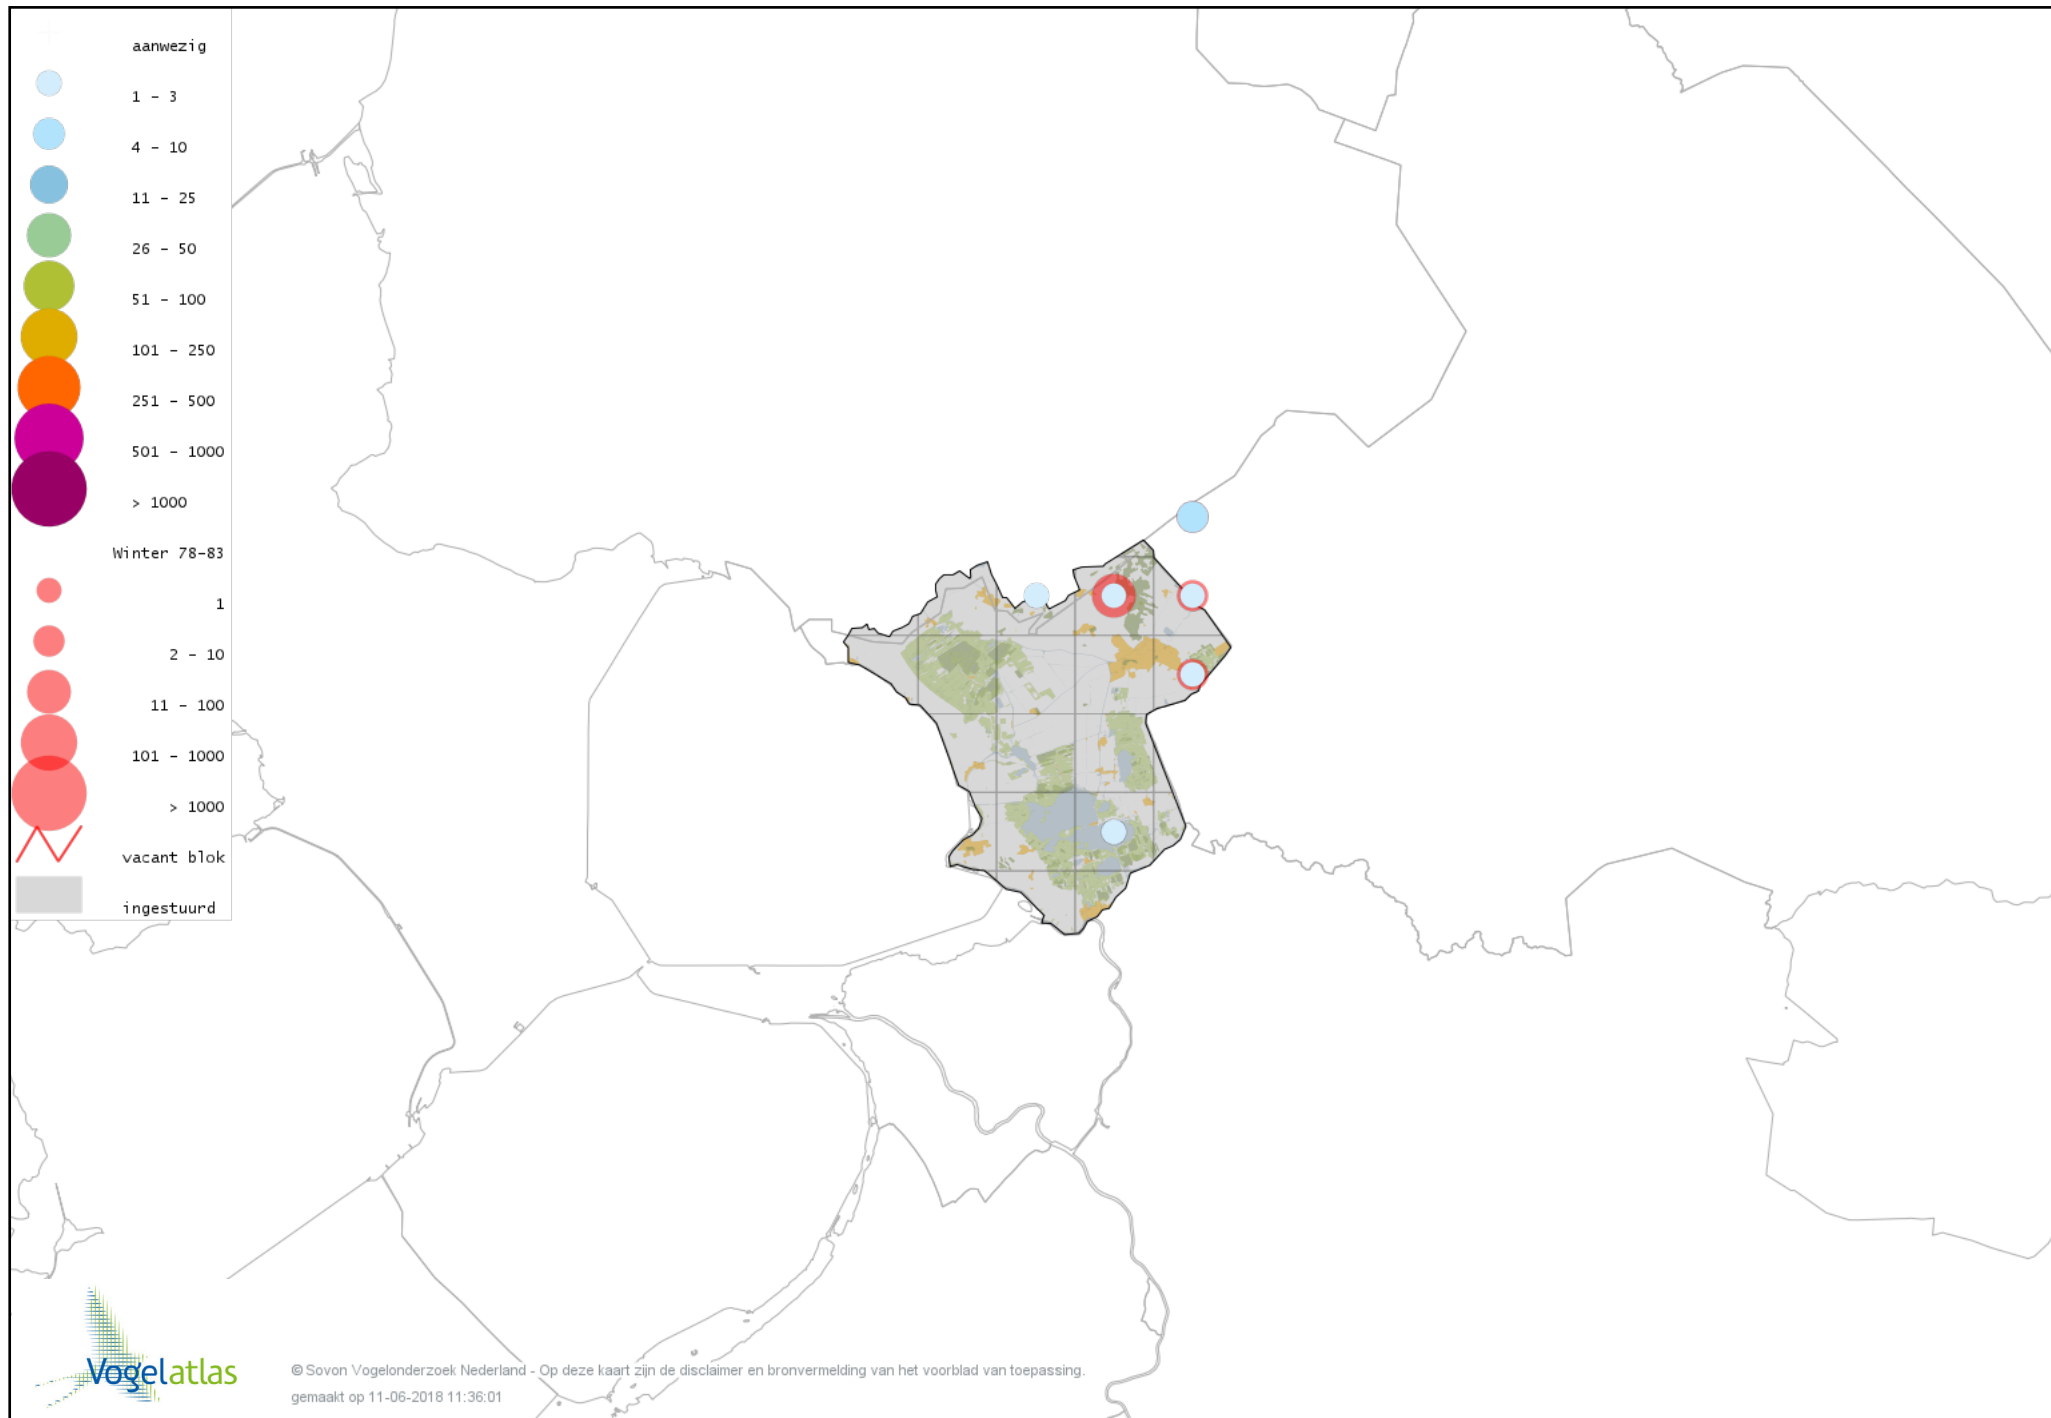 aanwezig
1 - 3
4 - 10
11 - 25
26 - 50
51 - 100
101 - 250
251 - 500
501 - 1000
> 1000
Winter 78-83
1
2 - 10
11 - 100
101 - 1000
> 1000
vacant blok
ingestuurd
Vogelatlas
© Sovon Vogelonderzoek Nederland - Op deze kaart zijn de disclaimer en bronvermelding van het voorblad van toepassing.
gemaakt op 11-06-2018 11:36:01